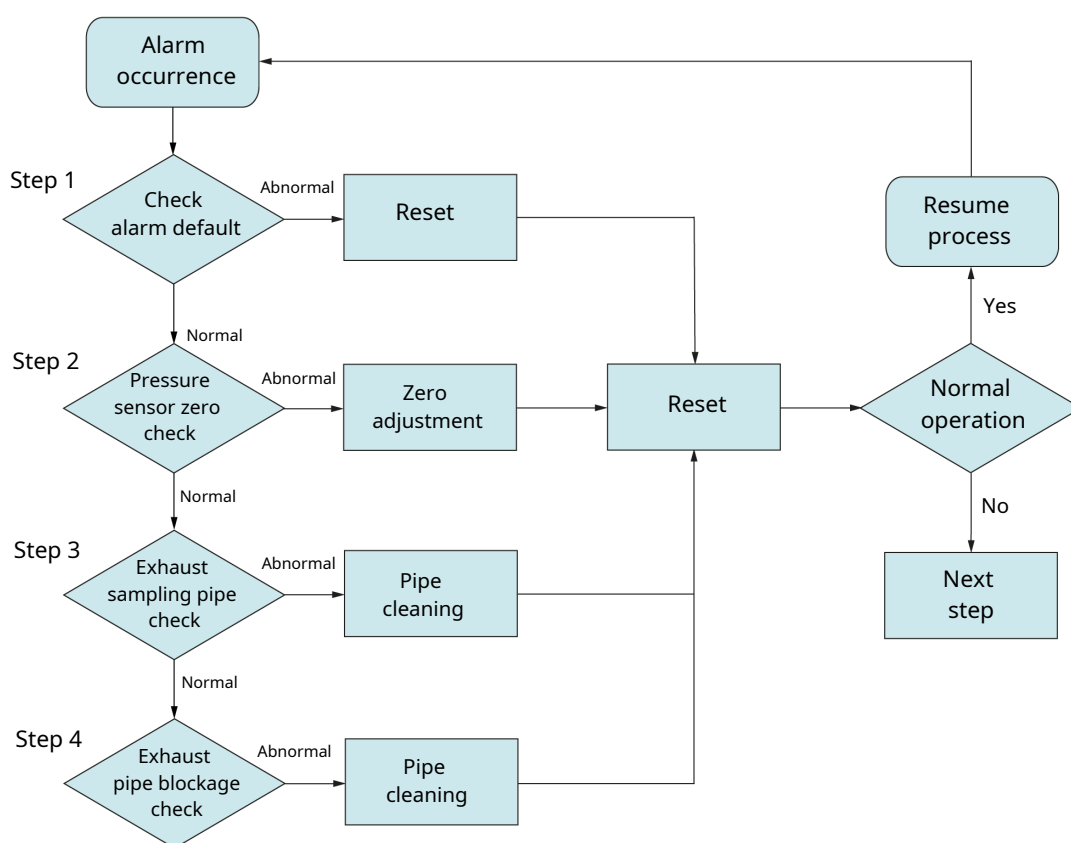 Alarm
occurrence
Step 1
Check
alarm default
Abnormal
Reset
Resume
process
Normal
Yes
Step 2
Pressure
sensor zero
check
Abnormal
Zero
adjustment
Reset
Normal
operation
Normal
No
Step 3
Exhaust
sampling pipe
check
Abnormal
Pipe
cleaning
Next
step
Normal
Step 4
Exhaust
pipe blockage
check
Abnormal
Pipe
cleaning